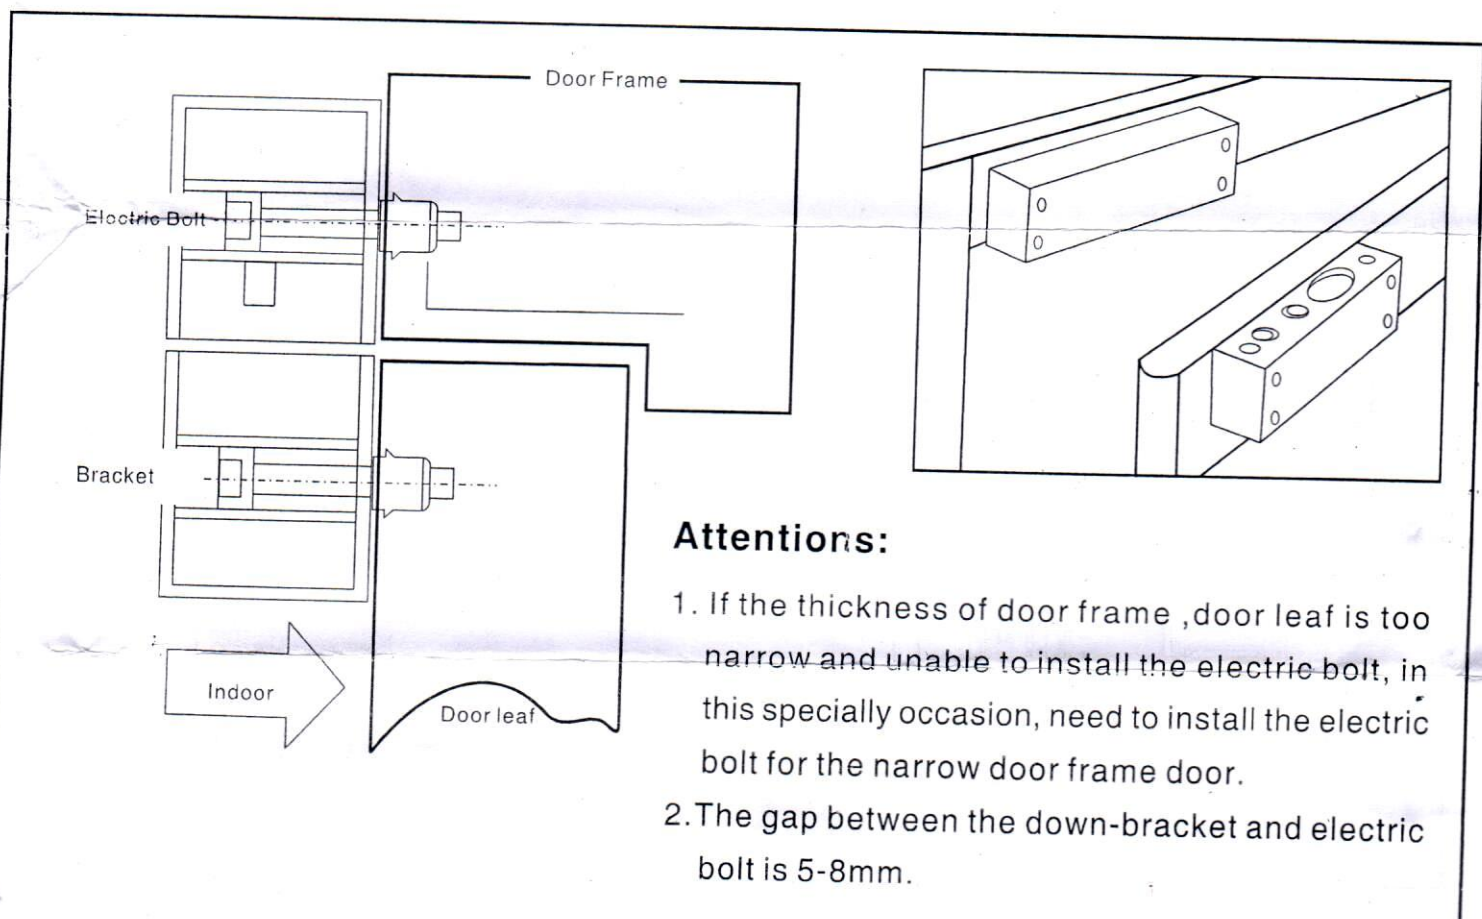 Door Frame
Electric Bolt
Bracket
Indoor
Door leaf
Attentions:
1. If the thickness of door frame ,door leaf is too
narrow and unable to install the electric bolt, in
this specially occasion, need to install the electric
bolt for the narrow door frame door.
2.The gap between the down-bracket and electric
bolt is 5-8mm.